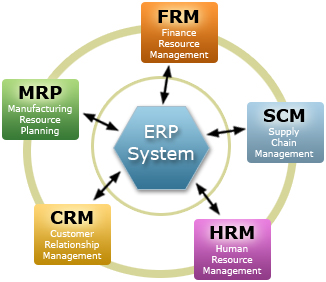 FRM
Finance
Resource
Management
MRP
Manufacturing
Resource
Planning
ERP
System
SCM
Supply
Chain
Management
CRM
Customer
Relationship
Management
HRM
Human
Resource
Management